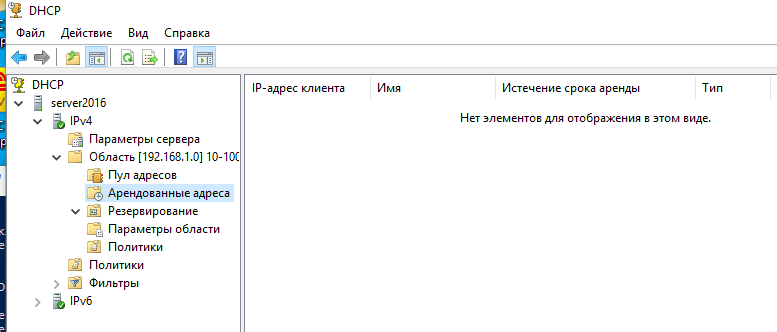 DHCP
Файл Действие Вид Справка
DHCP
server2016
IPv4
Параметры сервера
Область [192.168.1.0] 10-100
Пул адресов
Арендованные адреса
Резервирование
Параметры области
Политики
Политики
Фильтры
IPv6
IP-адрес клиента Имя Истечение срока аренды Тип
Нет элементов для отображения в этом виде.